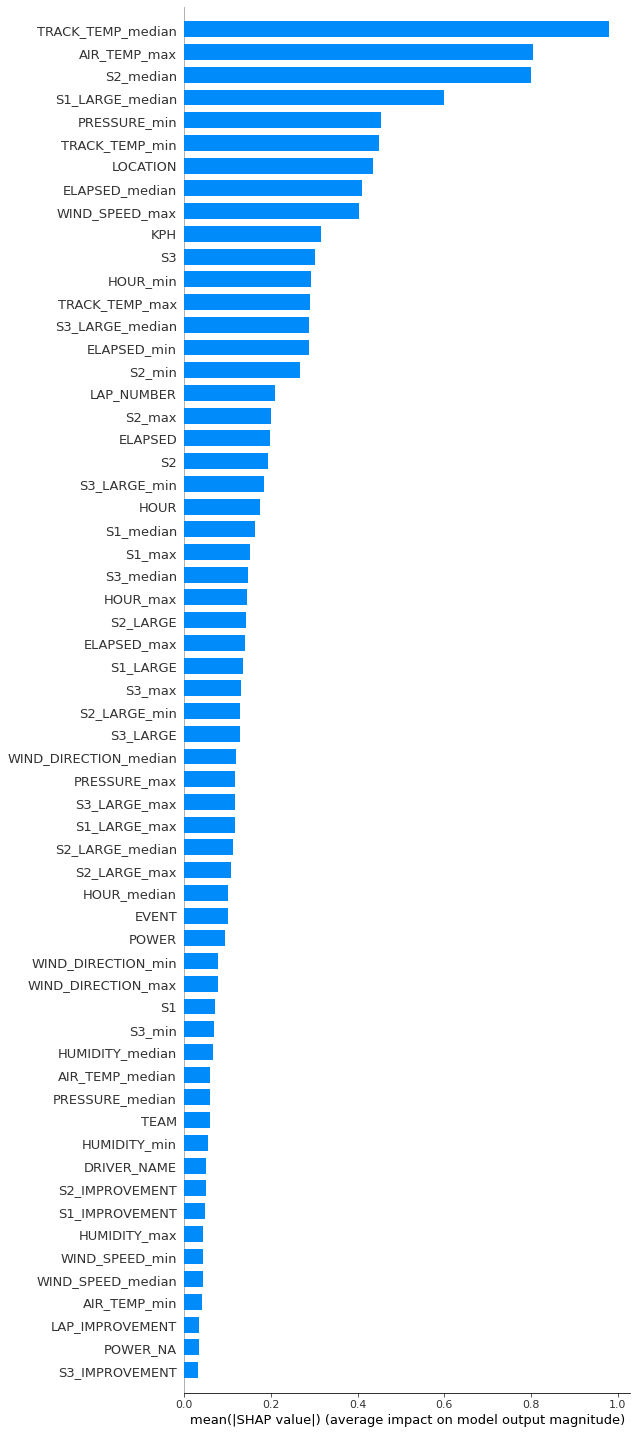 TRACK_TEMP_median
AIR_TEMP_max
S2_median
S1_LARGE_median
PRESSURE_min
TRACK_TEMP_min
LOCATION
ELAPSED_median
WIND_SPEED_max
KPH
S3
HOUR_min
TRACK_TEMP_max
S3_LARGE_median
ELAPSED_min
S2_min
LAP_NUMBER
S2_max
ELAPSED
S2
S3_LARGE_min
HOUR
S1_median
S1_max
S3_median
HOUR_max
S2_LARGE
ELAPSED_max
S1_LARGE
S3_max
S2_LARGE_min
S3_LARGE
WIND_DIRECTION_median
PRESSURE_max
S3_LARGE_max
S1_LARGE_max
S2_LARGE_median
S2_LARGE_max
HOUR_median
EVENT
POWER
WIND_DIRECTION_min
WIND_DIRECTION_max
S1
S3_min
HUMIDITY_median
AIR_TEMP_median
PRESSURE_median
TEAM
HUMIDITY_min
DRIVER_NAME
S2_IMPROVEMENT
S1_IMPROVEMENT
HUMIDITY_max
WIND_SPEED_min
WIND_SPEED_median
AIR_TEMP_min
LAP_IMPROVEMENT
POWER_NA
S3_IMPROVEMENT
0.0 0.2 0.4 0.6 0.8 1.0
mean(|SHAP value|) (average impact on model output magnitude)